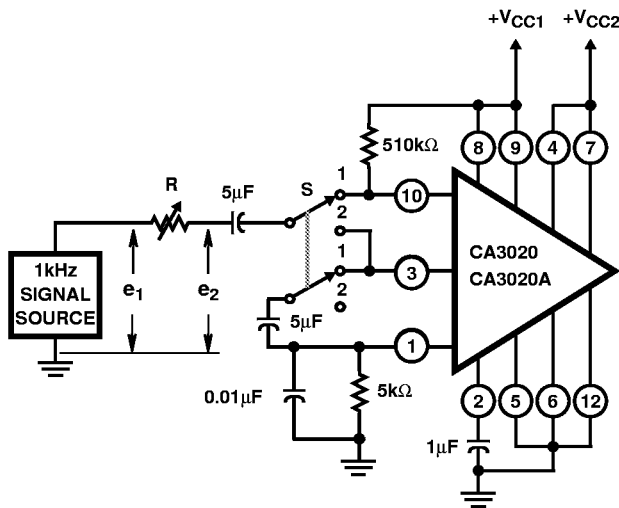 +VCC1
+VCC2
510kΩ
8
9
4
7
R
5µF
S
1
2
1
2
10
3
1
CA3020
CA3020A
1kHz
SIGNAL
SOURCE
e1
e2
5µF
0.01µF
5kΩ
2
5
6
12
1µF